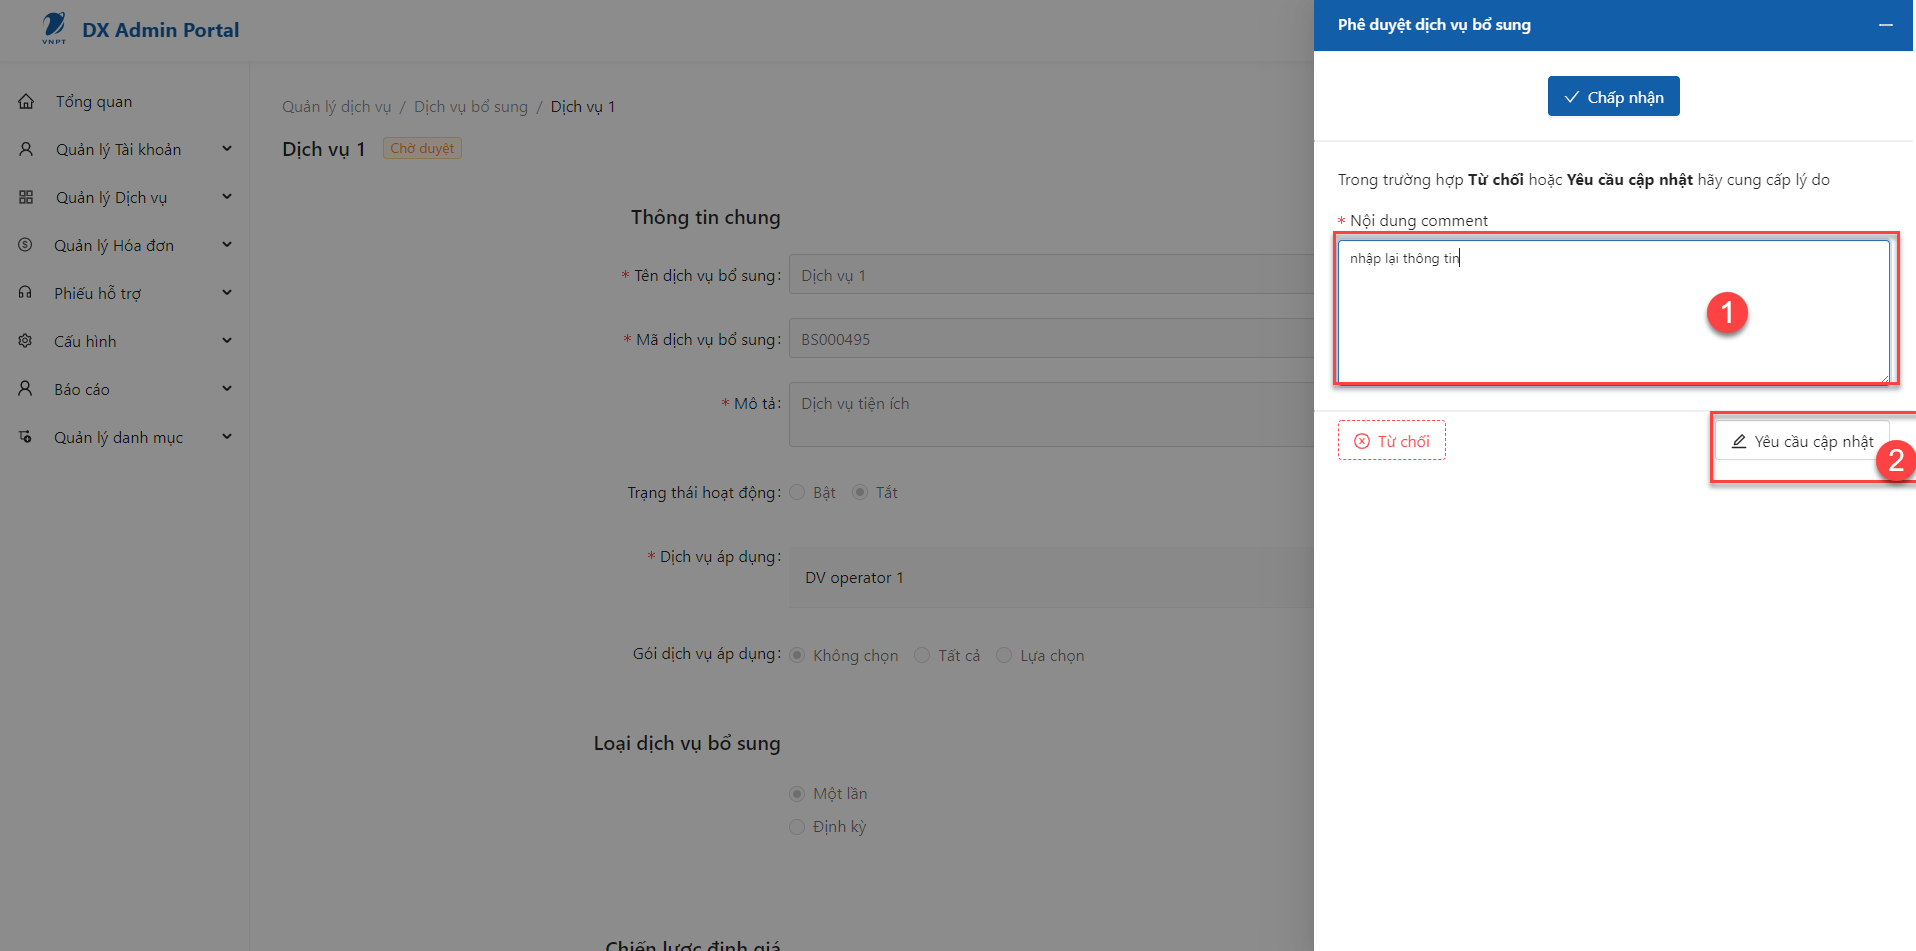 VNPT
DX Admin Portal
Tổng quan
Quản lý Tài khoản
Quản lý Dịch vụ
Quản lý Hóa đơn
Phiếu hỗ trợ
Cấu hình
Báo cáo
Quản lý danh mục
Quản lý dịch vụ / Dịch vụ bổ sung / Dịch vụ 1
Dịch vụ 1 Chờ duyệt
Thông tin chung
* Tên dịch vụ bổ sung: Dịch vụ 1
* Mã dịch vụ bổ sung: BS000495
* Mô tả: Dịch vụ tiện ích
Trạng thái hoạt động: Bật Tắt
* Dịch vụ áp dụng:
DV operator 1
Gói dịch vụ áp dụng: Không chọn Tất cả Lựa chọn
Loại dịch vụ bổ sung
Một lần
Định kỳ
Chiến lược định giá
Phê duyệt dịch vụ bổ sung
Chấp nhận
Trong trường hợp Từ chối hoặc Yêu cầu cập nhật hãy cung cấp lý do
* Nội dung comment
nhập lại thông tin
1
Từ chối
Yêu cầu cập nhật
2